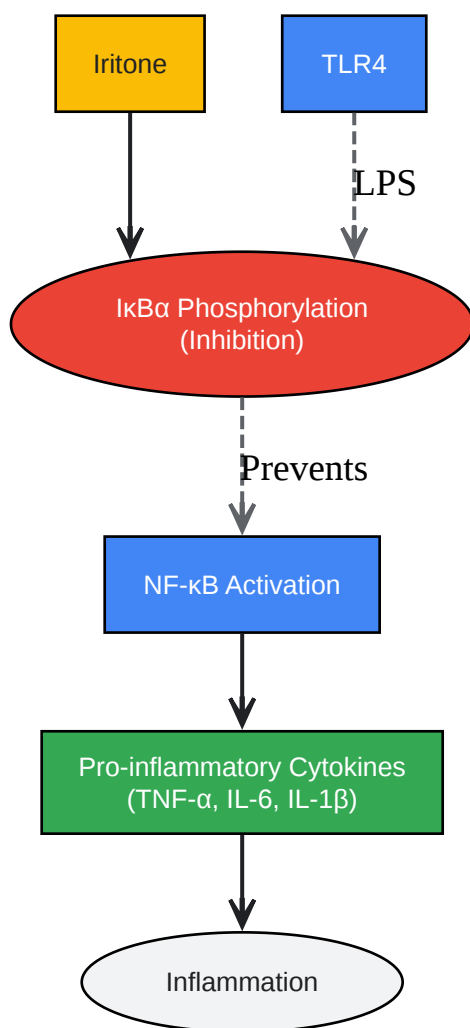 Iritone
TLR4
LPS
IκBα Phosphorylation
(Inhibition)
Prevents
NF-κB Activation
Pro-inflammatory Cytokines
(TNF-α, IL-6, IL-1β)
Inflammation